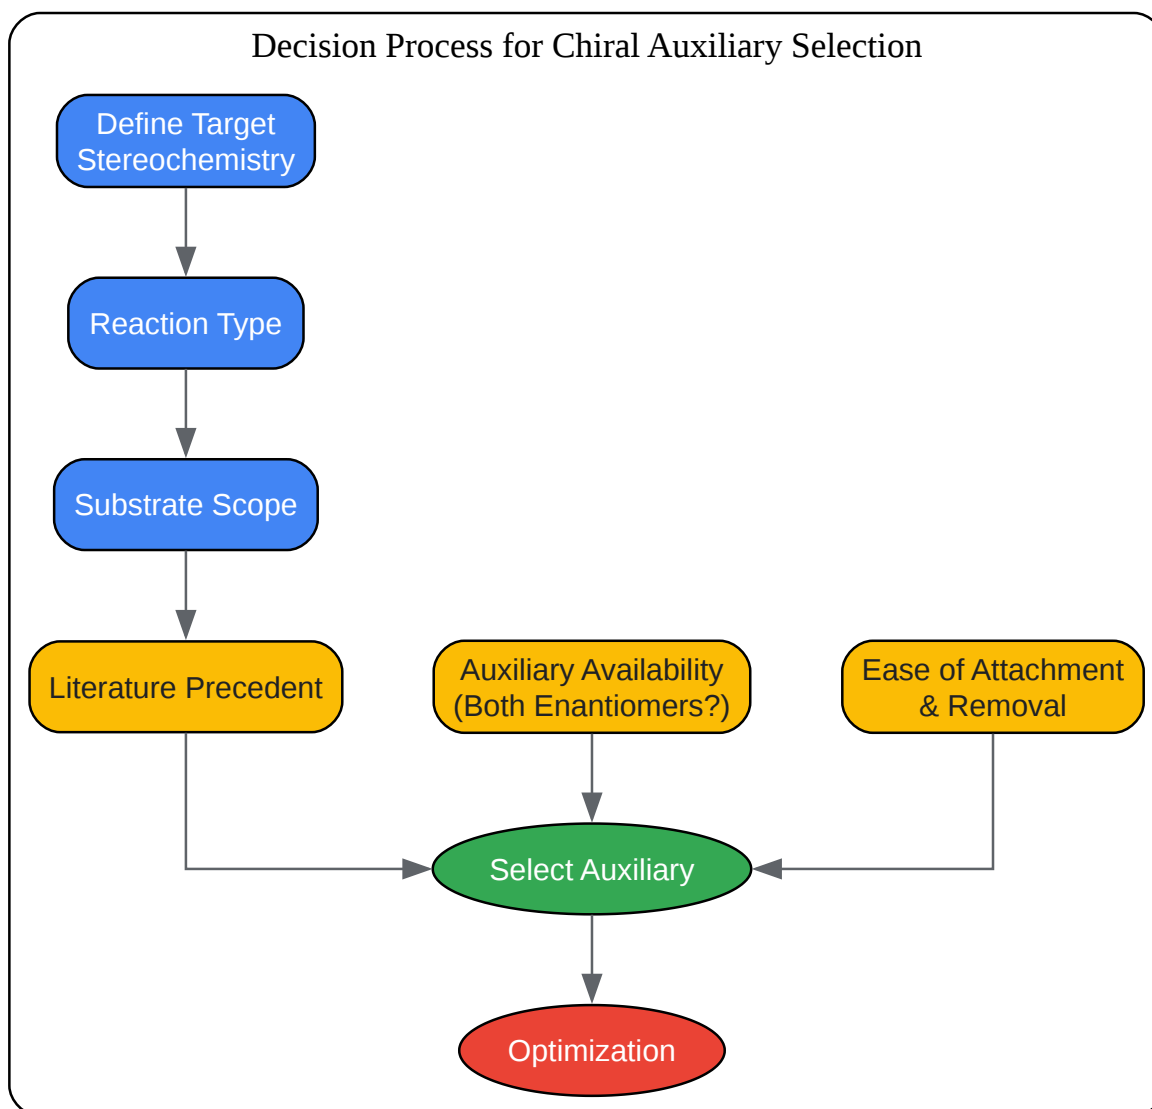 Decision Process for Chiral Auxiliary Selection
Define Target
Stereochemistry
Reaction Type
Substrate Scope
Literature Precedent
Auxiliary Availability
(Both Enantiomers?)
Ease of Attachment
& Removal
Select Auxiliary
Optimization